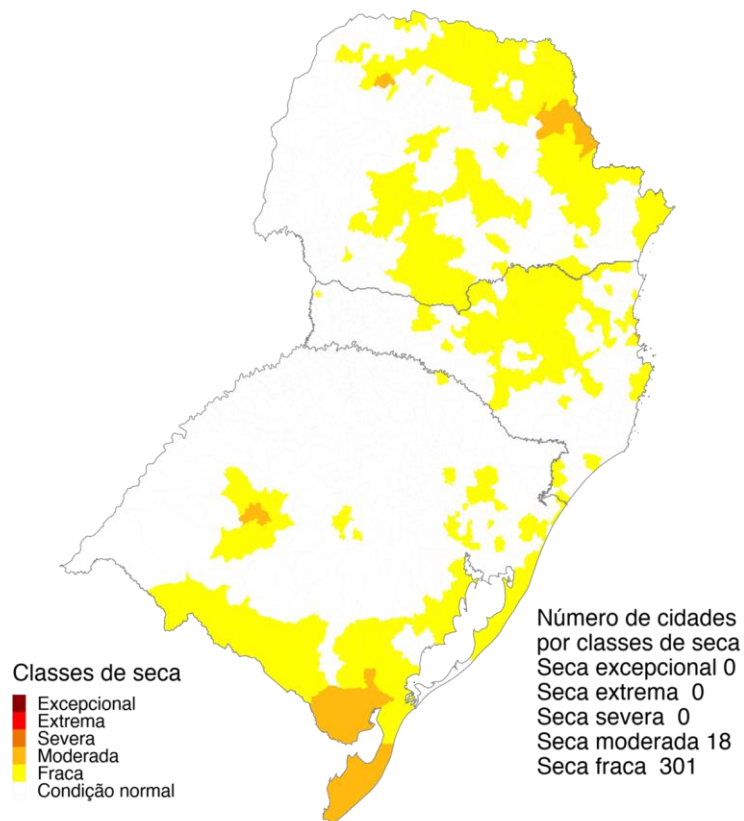 Classes de seca
Excepcional
Extrema
Severa
Moderada
Fraca
Condição normal
Número de cidades
por classes de seca
Seca excepcional 0
Seca extrema 0
Seca severa 0
Seca moderada 18
Seca fraca 301